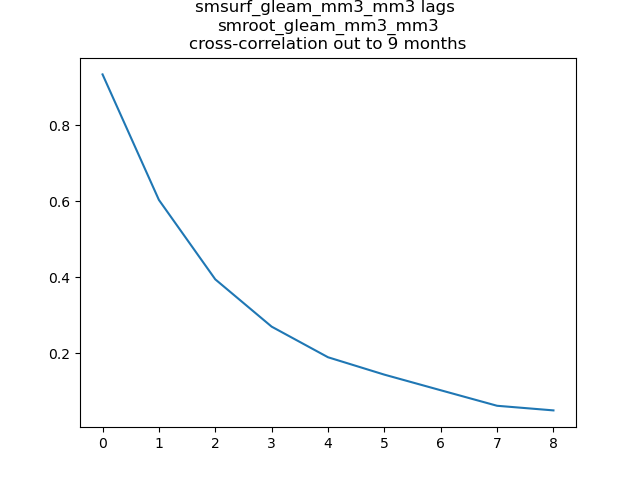 smsurf_gleam_mm3_mm3 lags
smroot_gleam_mm3_mm3
cross-correlation out to 9 months
0.8
0.6
0.4
0.2
0 1 2 3 4 5 6 7 8